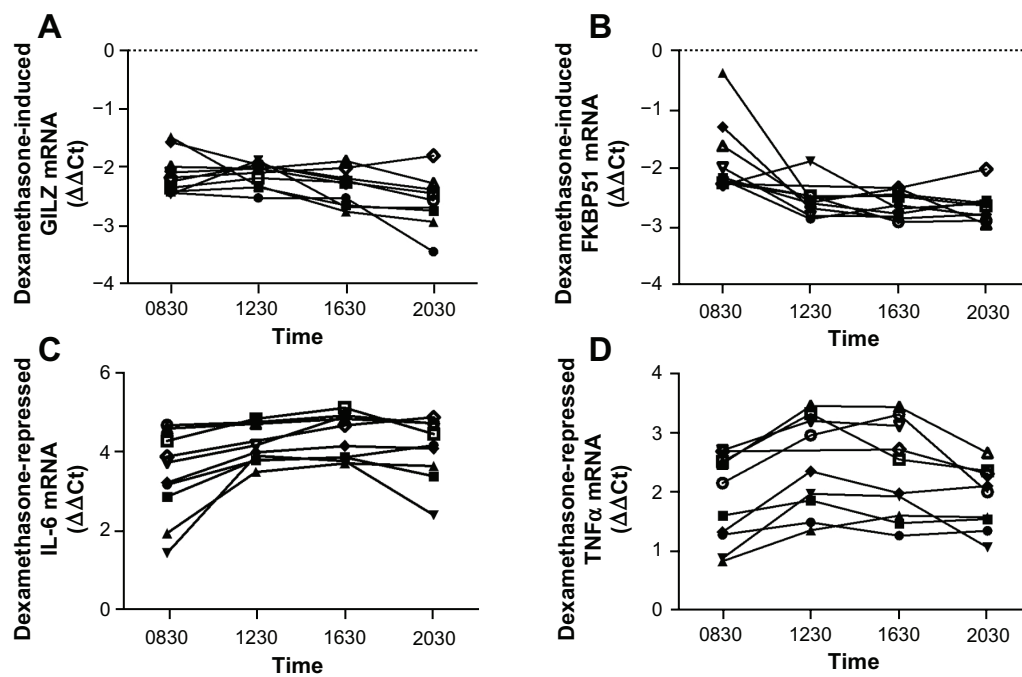 A
Dexamethasone-induced
GILZ mRNA
(ΔΔCt)
0
−1
−2
−3
−4
0830 1230 1630 2030
Time
B
Dexamethasone-induced
FKBP51 mRNA
(ΔΔCt)
0
−1
−2
−3
−4
0830 1230 1630 2030
Time
C
Dexamethasone-repressed
IL-6 mRNA
(ΔΔCt)
6
4
2
0
0830 1230 1630 2030
Time
D
Dexamethasone-repressed
TNFα mRNA
(ΔΔCt)
4
3
2
1
0
0830 1230 1630 2030
Time